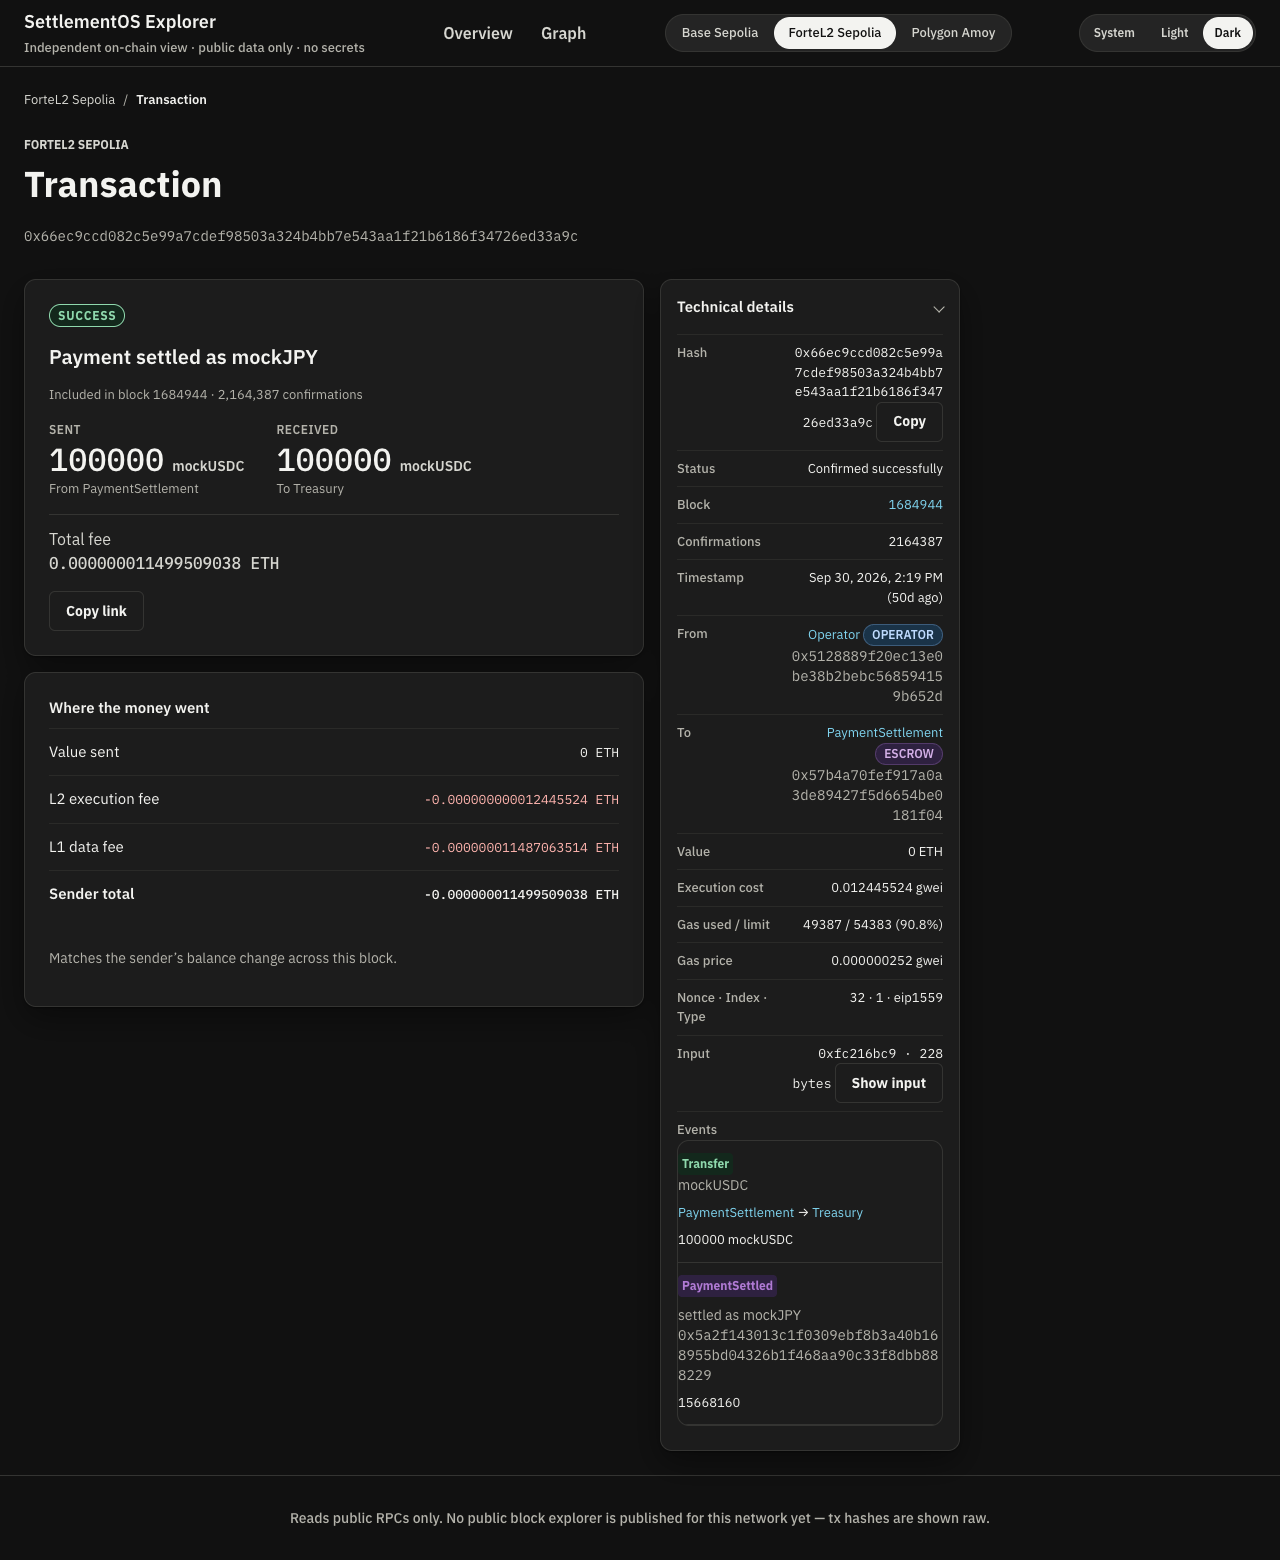 SettlementOS Explorer
Independent on-chain view · public data only · no secrets
Overview
Graph
Base Sepolia
ForteL2 Sepolia
Polygon Amoy
System
Light
Dark
ForteL2 Sepolia / Transaction
FORTEL2 SEPOLIA
Transaction
0x66ec9ccd082c5e99a7cdef98503a324b4bb7e543aa1f21b6186f34726ed33a9c
SUCCESS
Payment settled as mockJPY
Included in block 1684944 · 2,164,387 confirmations
SENT
100000 mockUSDC
From PaymentSettlement
RECEIVED
100000 mockUSDC
To Treasury
Total fee
0.000000011499509038 ETH
Copy link
Where the money went
Value sent 0 ETH
L2 execution fee -0.000000000012445524 ETH
L1 data fee -0.000000011487063514 ETH
Sender total -0.000000011499509038 ETH
Matches the sender's balance change across this block.
Technical details
Hash 0x66ec9ccd082c5e99a
7cdef98503a324b4bb7
e543aa1f21b6186f347
26ed33a9c Copy
Status Confirmed successfully
Block 1684944
Confirmations 2164387
Timestamp Sep 30, 2026, 2:19 PM
(50d ago)
From Operator OPERATOR
0x5128889f20ec13e0
be38b2bebc56859415
9b652d
To PaymentSettlement
ESCROW
0x57b4a70fef917a0a
3de89427f5d6654be0
181f04
Value 0 ETH
Execution cost 0.012445524 gwei
Gas used / limit 49387 / 54383 (90.8%)
Gas price 0.000000252 gwei
Nonce · Index · 32 · 1 · eip1559
Type
Input 0xfc216bc9 · 228
bytes Show input
Events
Transfer
mockUSDC
PaymentSettlement → Treasury
100000 mockUSDC
PaymentSettled
settled as mockJPY
0x5a2f143013c1f0309ebf8b3a40b16
8955bd04326b1f468aa90c33f8dbb88
8229
15668160
Reads public RPCs only. No public block explorer is published for this network yet — tx hashes are shown raw.